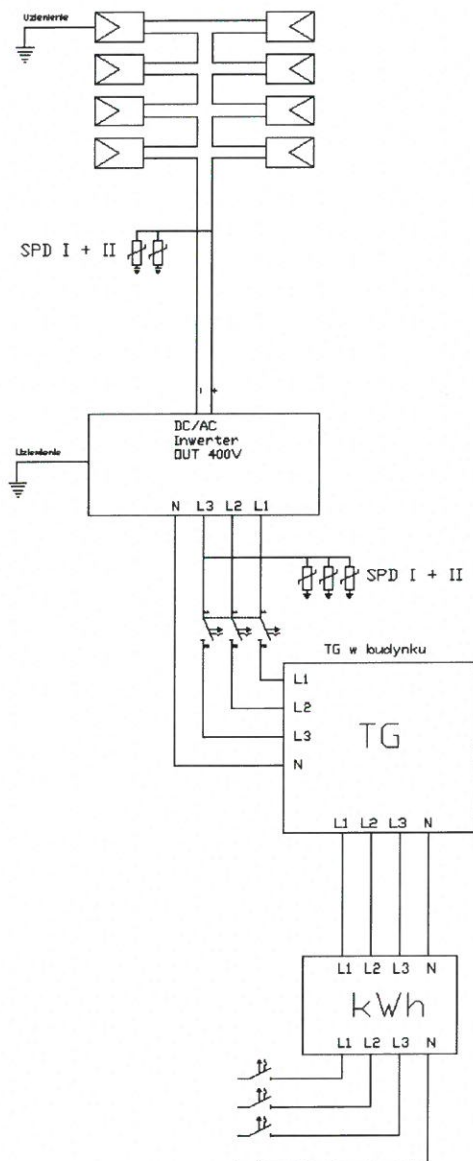 Uziemienie
SPD I + II
- +
DC/AC
Inwerter
OUT 400V
Uziemienie
N L3 L2 L1
SPD I + II
TG w budynku
L1
L2
TG
L3
N
L1 L2 L3 N
L1 L2 L3 N
kWh
L1 L2 L3 N